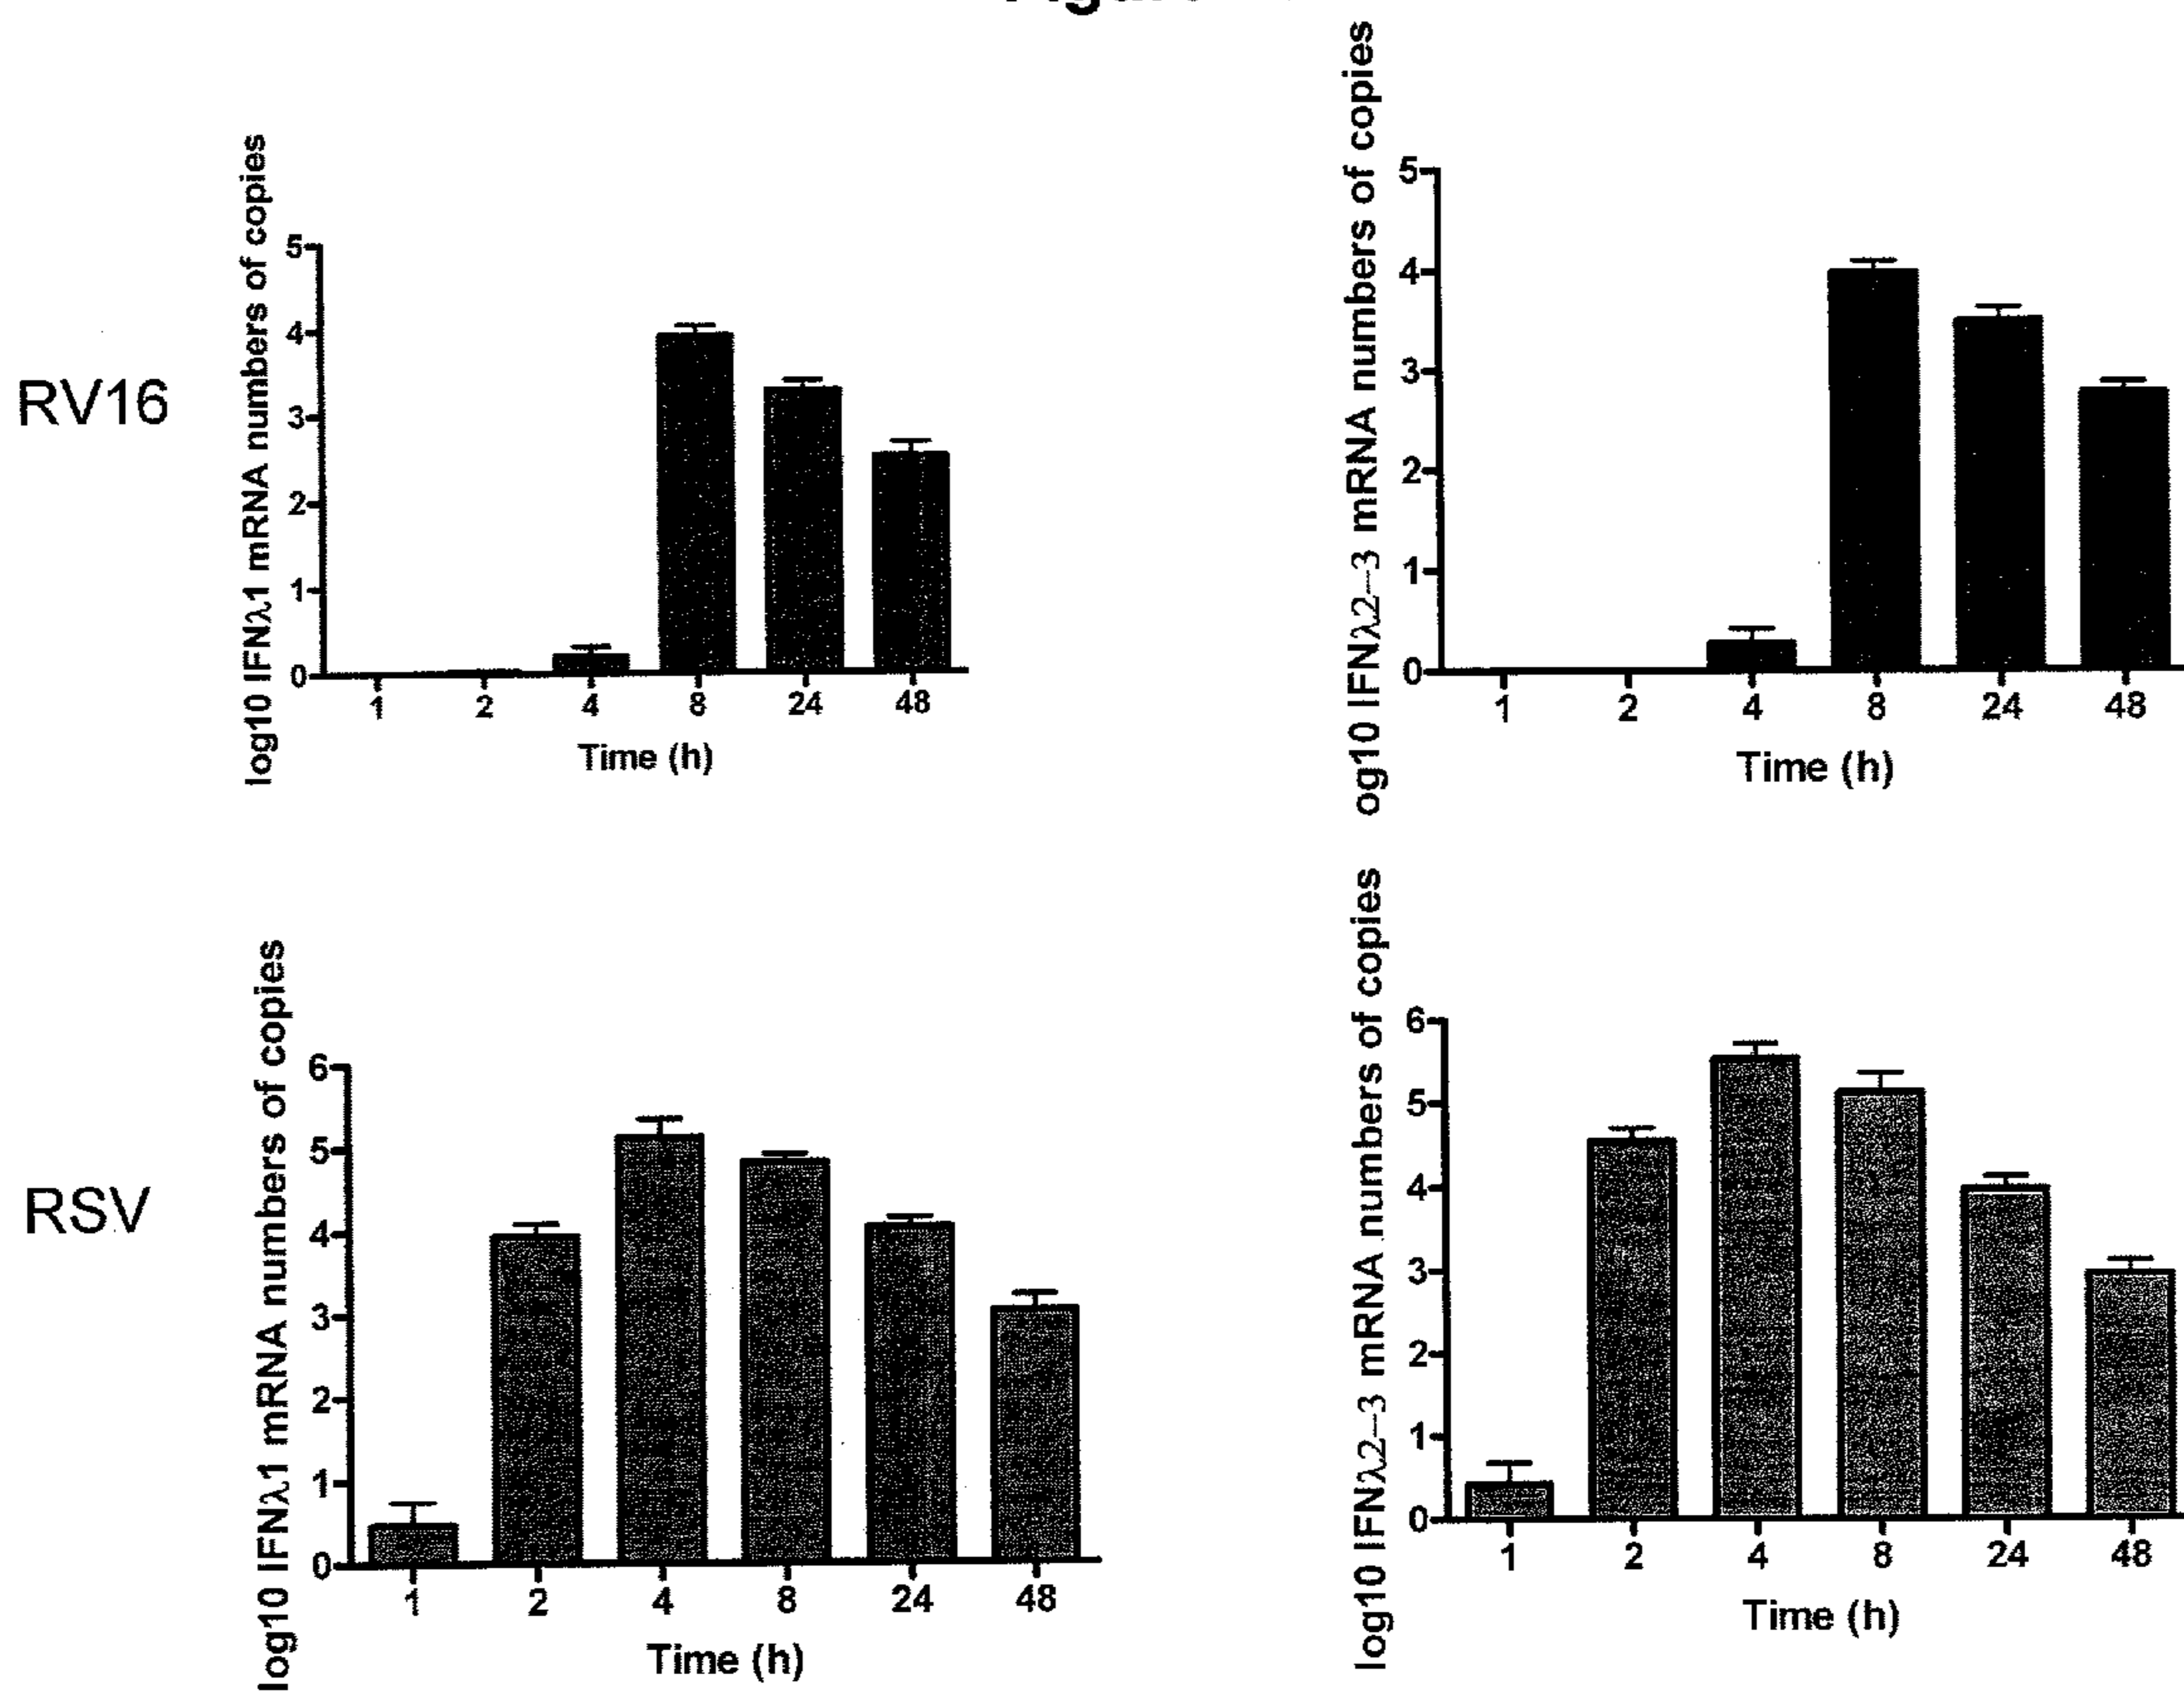 RV16
log10 IFNλ1 mRNA numbers of copies
5
4
3
2
1
0
1 2 4 8 24 48
Time (h)
og10 IFNλ2-3 mRNA numbers of copies
5
4
3
2
1
0
1 2 4 8 24 48
Time (h)
RSV
log10 IFNλ1 mRNA numbers of copies
6
5
4
3
2
1
0
1 2 4 8 24 48
Time (h)
log10 IFNλ2-3 mRNA numbers of copies
6
5
4
3
2
1
0
1 2 4 8 24 48
Time (h)